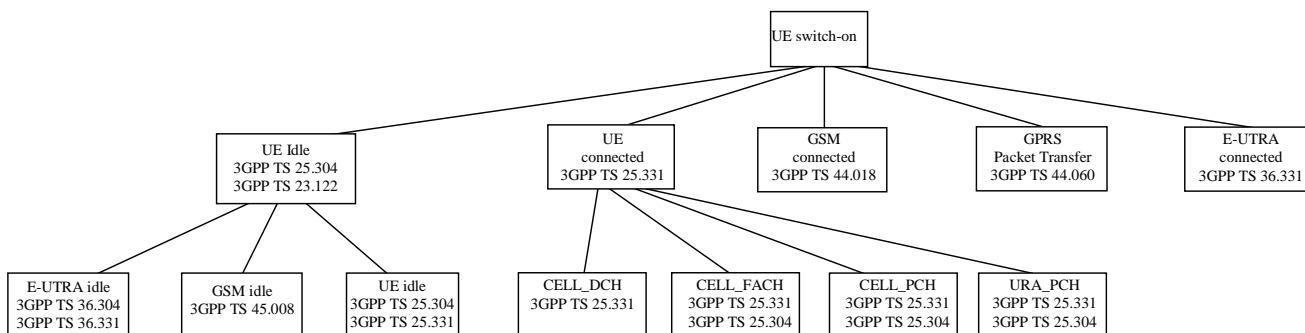 UE switch-on
UE Idle
3GPP TS 25.304
3GPP TS 23.122
UE
connected
3GPP TS 25.331
GSM
connected
3GPP TS 44.018
GPRS
Packet Transfer
3GPP TS 44.060
E-UTRA
connected
3GPP TS 36.331
E-UTRA idle
3GPP TS 36.304
3GPP TS 36.331
GSM idle
3GPP TS 45.008
UE idle
3GPP TS 25.304
3GPP TS 25.331
CELL_DCH
3GPP TS 25.331
CELL_FACH
3GPP TS 25.331
3GPP TS 25.304
CELL_PCH
3GPP TS 25.331
3GPP TS 25.304
URA_PCH
3GPP TS 25.331
3GPP TS 25.304